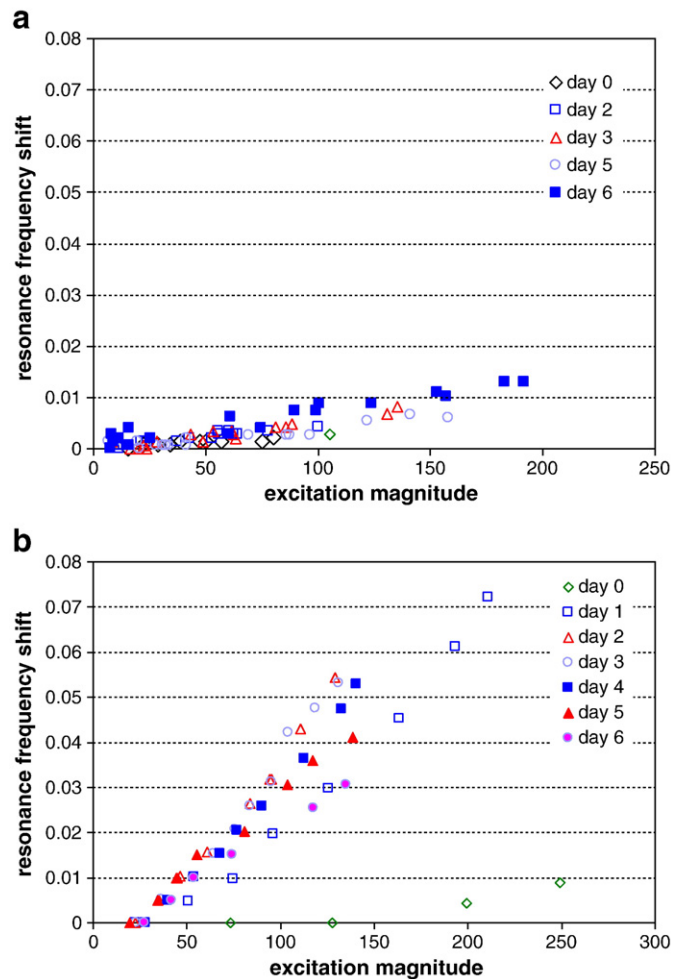 a
0.08
0.07
0.06
0.05
0.04
0.03
0.02
0.01
0
resonance frequency shift
day 0
day 2
day 3
day 5
day 6
0 50 100 150 200 250
excitation magnitude
b
0.08
0.07
0.06
0.05
0.04
0.03
0.02
0.01
0
resonance frequency shift
day 0
day 1
day 2
day 3
day 4
day 5
day 6
0 50 100 150 200 250 300
excitation magnitude